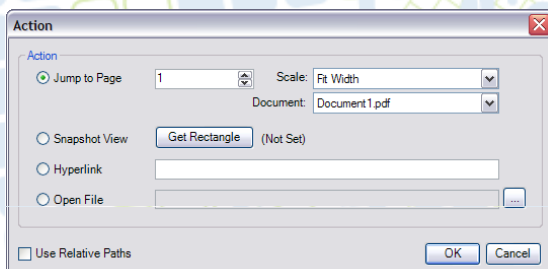 Action
Action
Jump to Page 1 Scale: Fit Width
Document: Document1.pdf
Snapshot View Get Rectangle (Not Set)
Hyperlink
Open File ...
Use Relative Paths OK Cancel